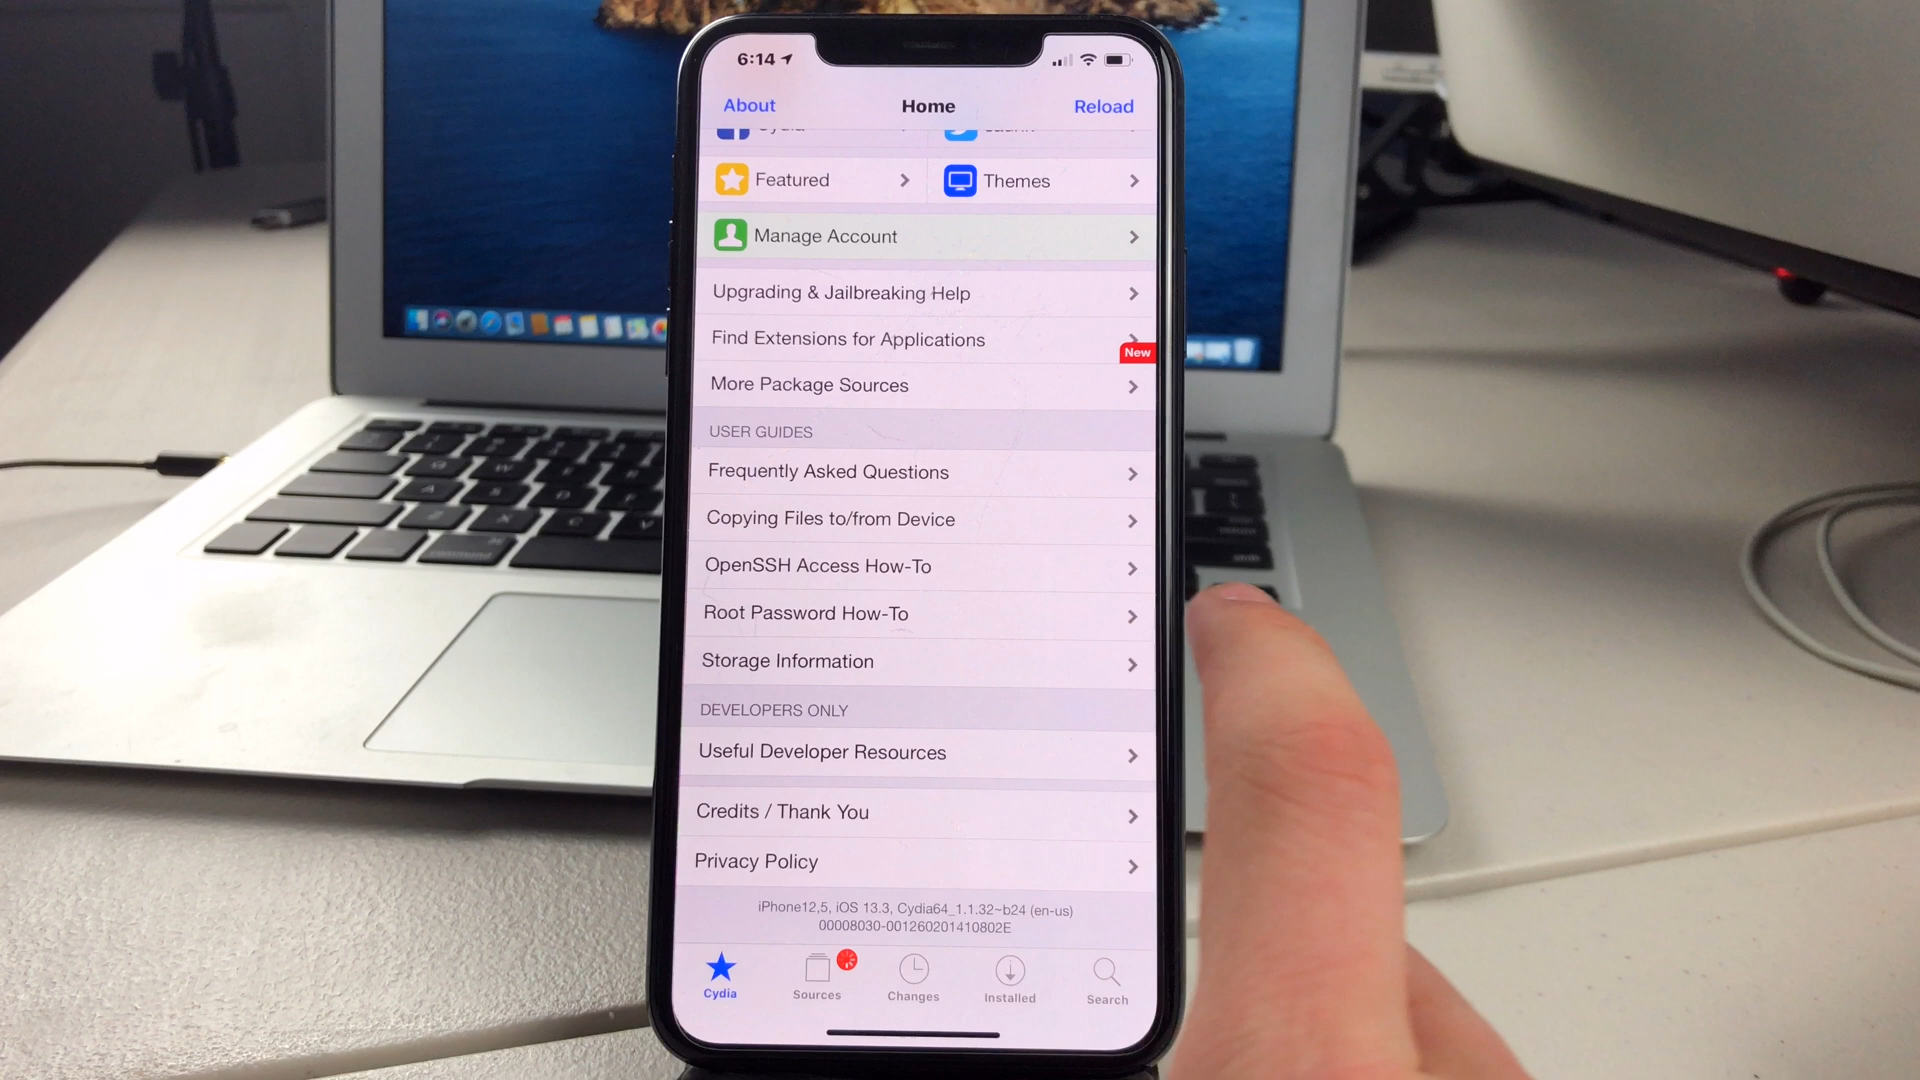 6:14
About
Home
Reload
Cydia
Featured
Themes
Manage Account
Upgrading & Jailbreaking Help
Find Extensions for Applications
New
More Package Sources
USER GUIDES
Frequently Asked Questions
Copying Files to/from Device
OpenSSH Access How-To
Root Password How-To
Storage Information
DEVELOPERS ONLY
Useful Developer Resources
Credits / Thank You
Privacy Policy
iPhone12,5, iOS 13.3, Cydia64_1.1.32~b24 (en-us)
00008030-001260201410802E
Cydia
Sources
Changes
Installed
Search
command